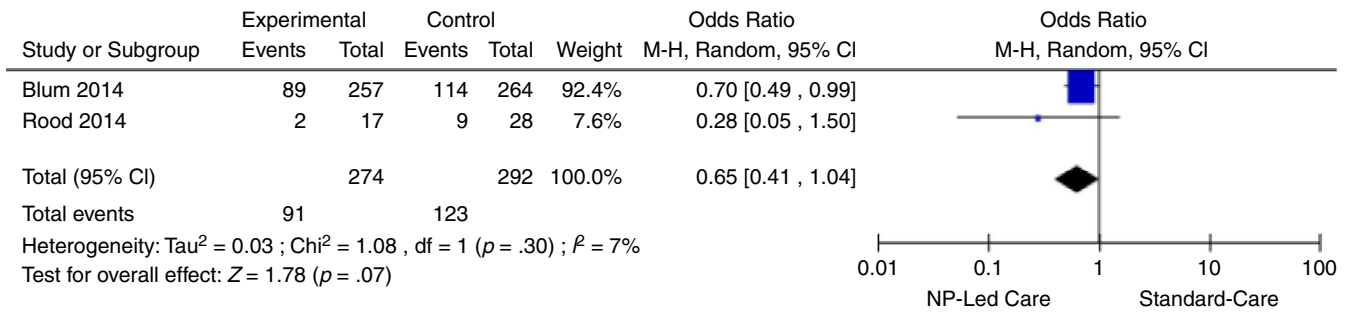 Experimental Control Odds Ratio Odds Ratio
Study or Subgroup Events Total Events Total Weight M-H, Random, 95% CI M-H, Random, 95% CI
Blum 2014 89 257 114 264 92.4% 0.70 [0.49 , 0.99]
Rood 2014 2 17 9 28 7.6% 0.28 [0.05 , 1.50]
Total (95% CI) 274 292 100.0% 0.65 [0.41 , 1.04]
Total events 91 123
Heterogeneity: Tau² = 0.03 ; Chi² = 1.08 , df = 1 (p = .30) ; I² = 7%
Test for overall effect: Z = 1.78 (p = .07)
0.01 0.1 1 10 100
NP-Led Care Standard-Care